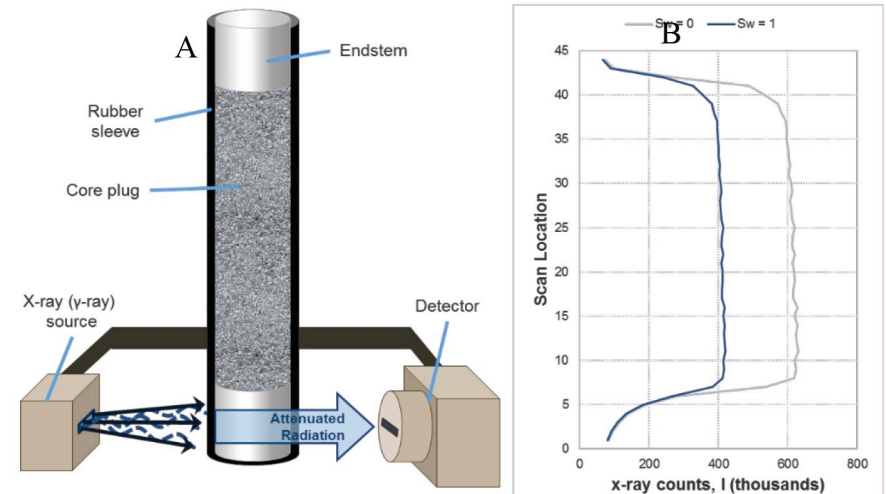 A
Endstem
Rubber
sleeve
Core plug
X-ray (γ-ray)
source
Detector
Attenuated
Radiation
B
Sw = 0
Sw = 1
Scan Location
45
40
35
30
25
20
15
10
5
0
0 200 400 600 800
x-ray counts, I (thousands)